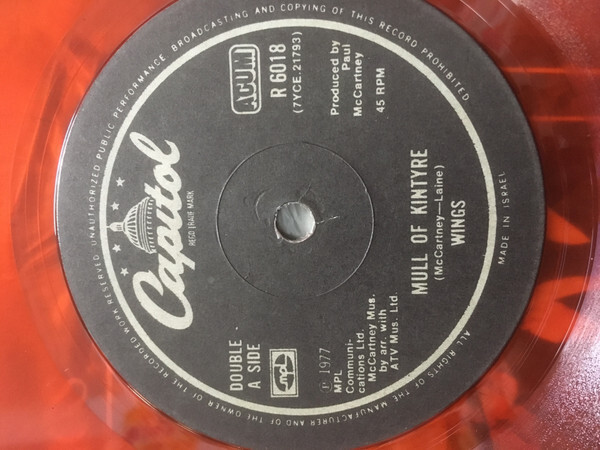 ALL RIGHTS OF THE MANUFACTURER AND OF THE OWNER OF THE RECORDED WORK RESERVED. UNAUTHORIZED PUBLIC PERFORMANCE. BROADCASTING AND COPYING OF THIS RECORD PROHIBITED.
Capitol
REGD TRADE MARK
DOUBLE
A SIDE
mpl
℗ 1977
MPL
Communi-
cations Ltd.
McCartney Mus.
by arr. with
ATV Mus. Ltd.
ACUM
R 6018
(7YCE.21793)
Produced by
Paul
McCartney
45 RPM
MULL OF KINTYRE
(McCartney—Laine)
WINGS
MADE IN ISRAEL